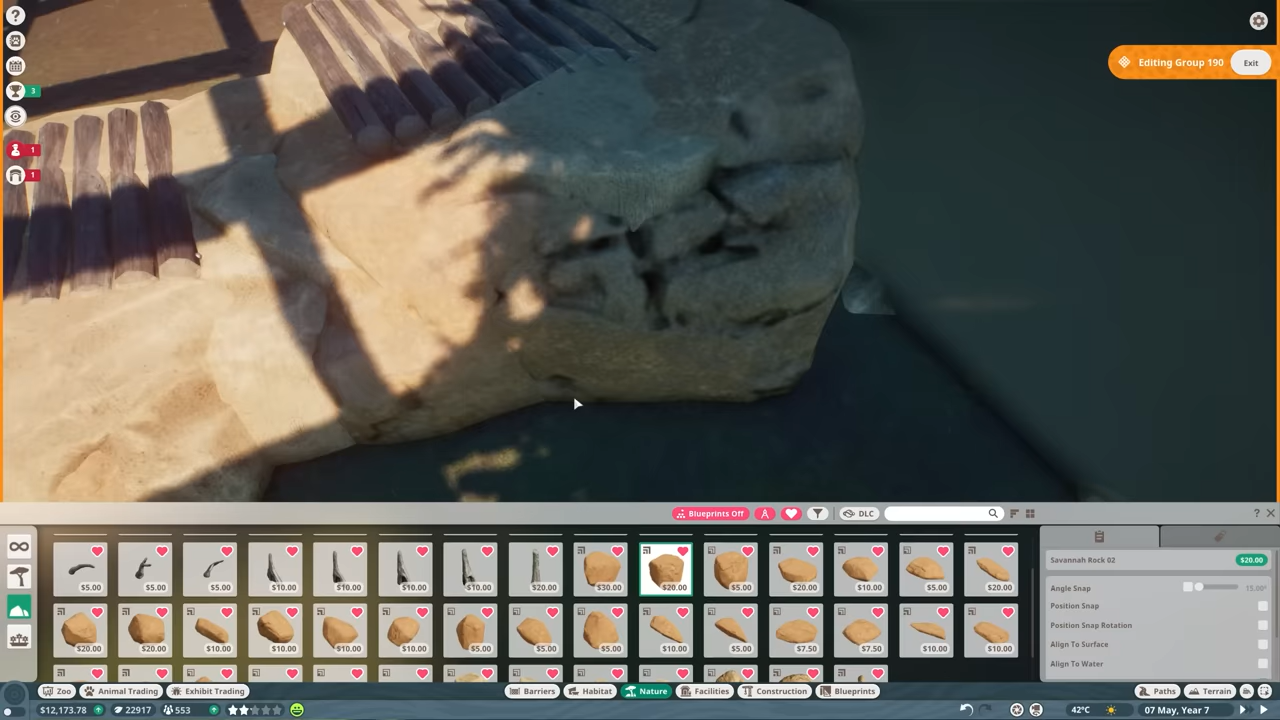 ?
3
1
1
Editing Group 190
Exit
Blueprints Off
DLC
?
$5.00 $5.00 $5.00 $10.00 $10.00 $10.00 $10.00 $20.00 $30.00 $20.00 $5.00 $20.00 $10.00 $5.00 $20.00
$20.00 $20.00 $10.00 $10.00 $10.00 $10.00 $5.00 $5.00 $5.00 $10.00 $5.00 $7.50 $7.50 $10.00 $10.00
Savannah Rock 02 $20.00
Angle Snap 15.00°
Position Snap
Position Snap Rotation
Align To Surface
Align To Water
Zoo Animal Trading Exhibit Trading Barriers Habitat Nature Facilities Construction Blueprints Paths Terrain
$12,173.78 22917 553 42°C 07 May, Year 7